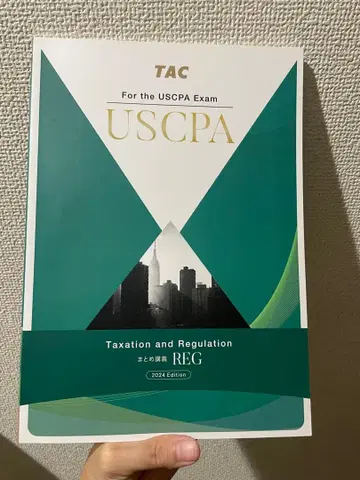 TAC
For the USCPA Exam
USCPA
Taxation and Regulation
まとめ講義 REG
2024 Edition